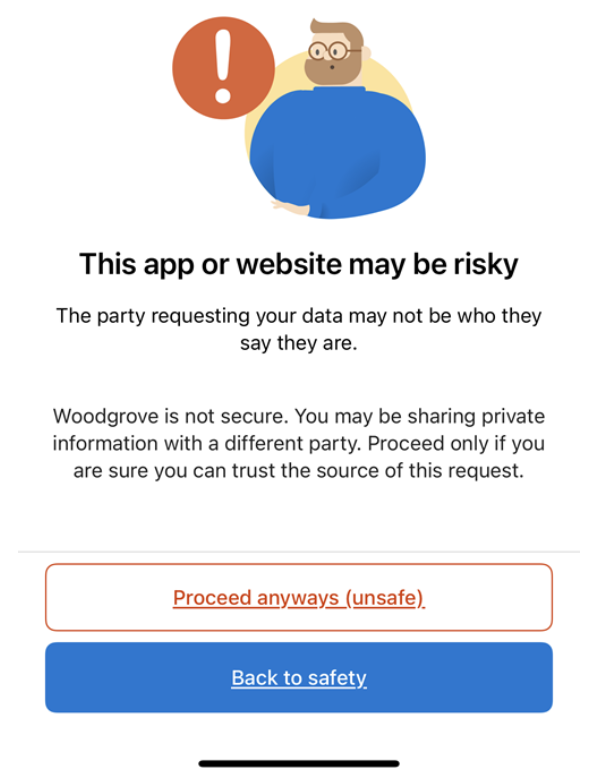 This app or website may be risky
The party requesting your data may not be who they
say they are.
Woodgrove is not secure. You may be sharing private
information with a different party. Proceed only if you
are sure you can trust the source of this request.
Proceed anyways (unsafe)
Back to safety